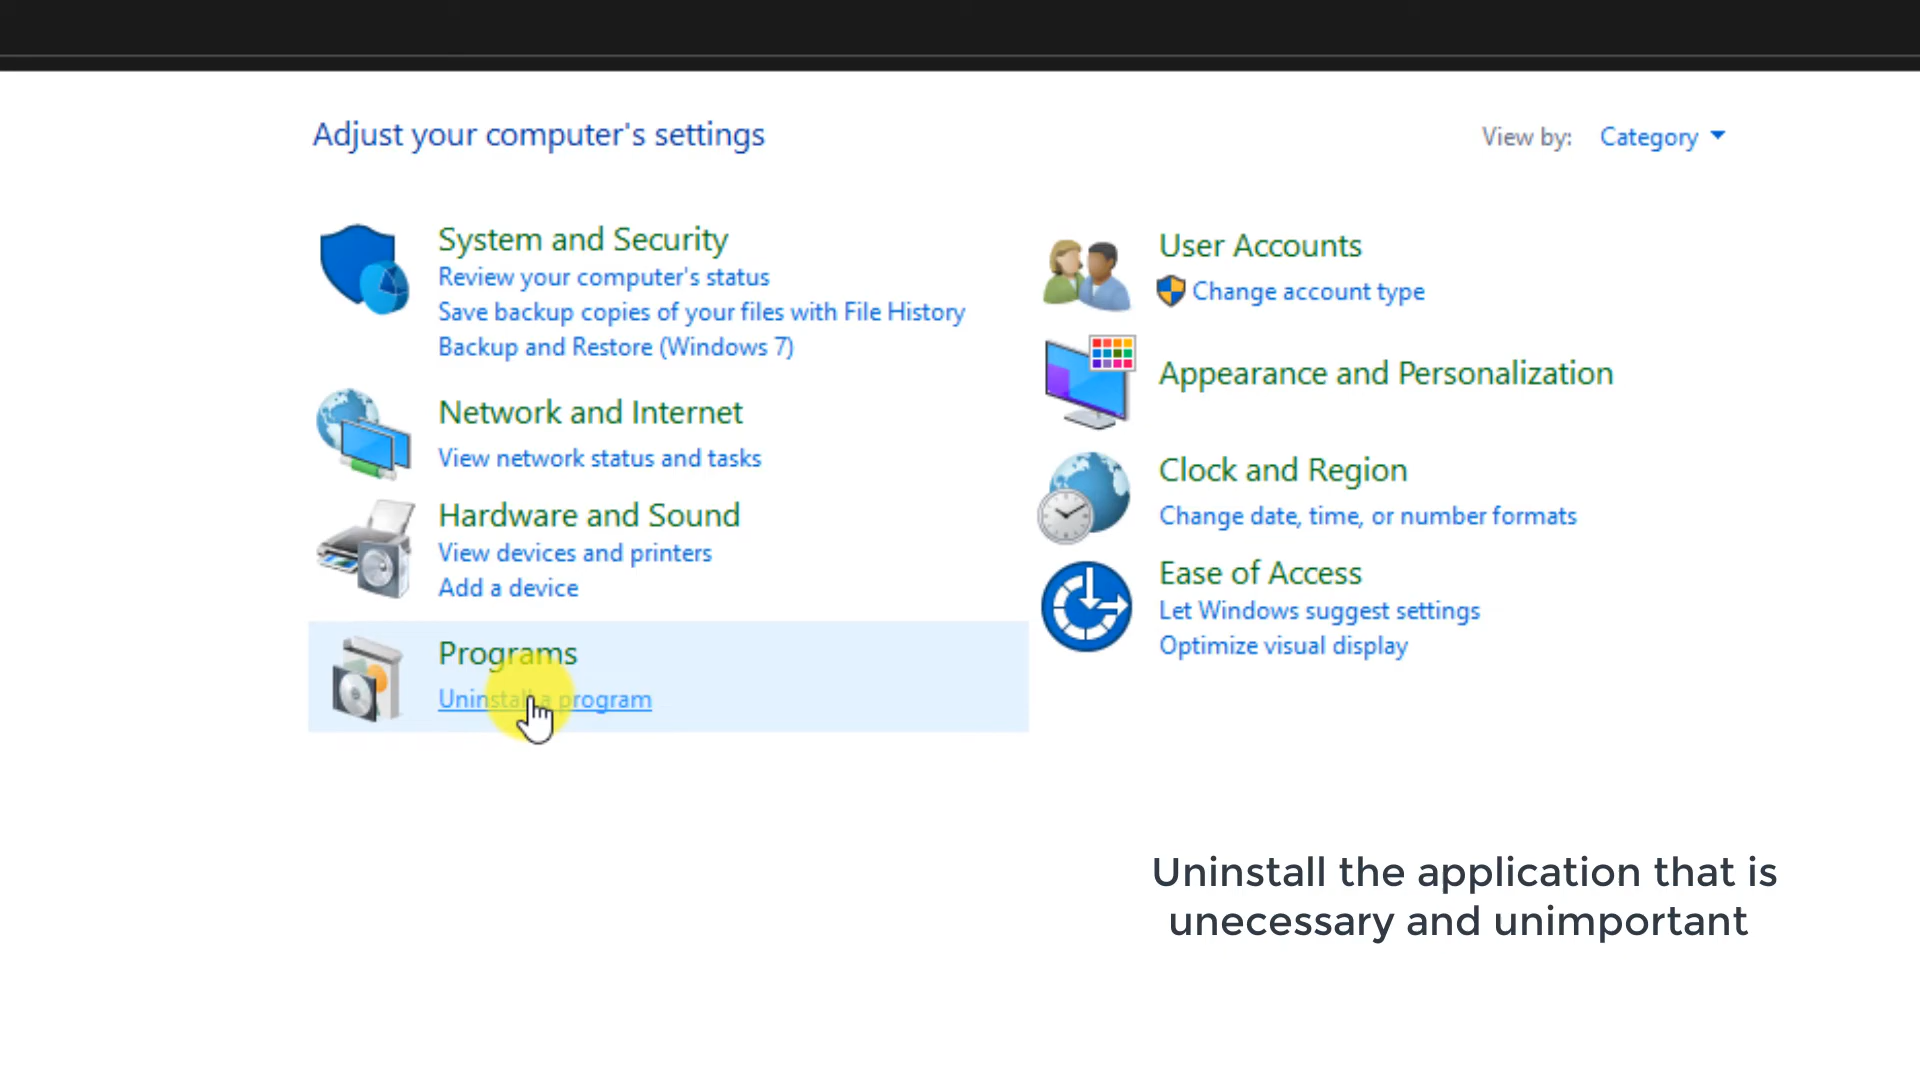 Adjust your computer's settings
View by: Category
System and Security
Review your computer's status
Save backup copies of your files with File History
Backup and Restore (Windows 7)
Network and Internet
View network status and tasks
Hardware and Sound
View devices and printers
Add a device
Programs
Uninstall a program
User Accounts
Change account type
Appearance and Personalization
Clock and Region
Change date, time, or number formats
Ease of Access
Let Windows suggest settings
Optimize visual display
Uninstall the application that is
unecessary and unimportant